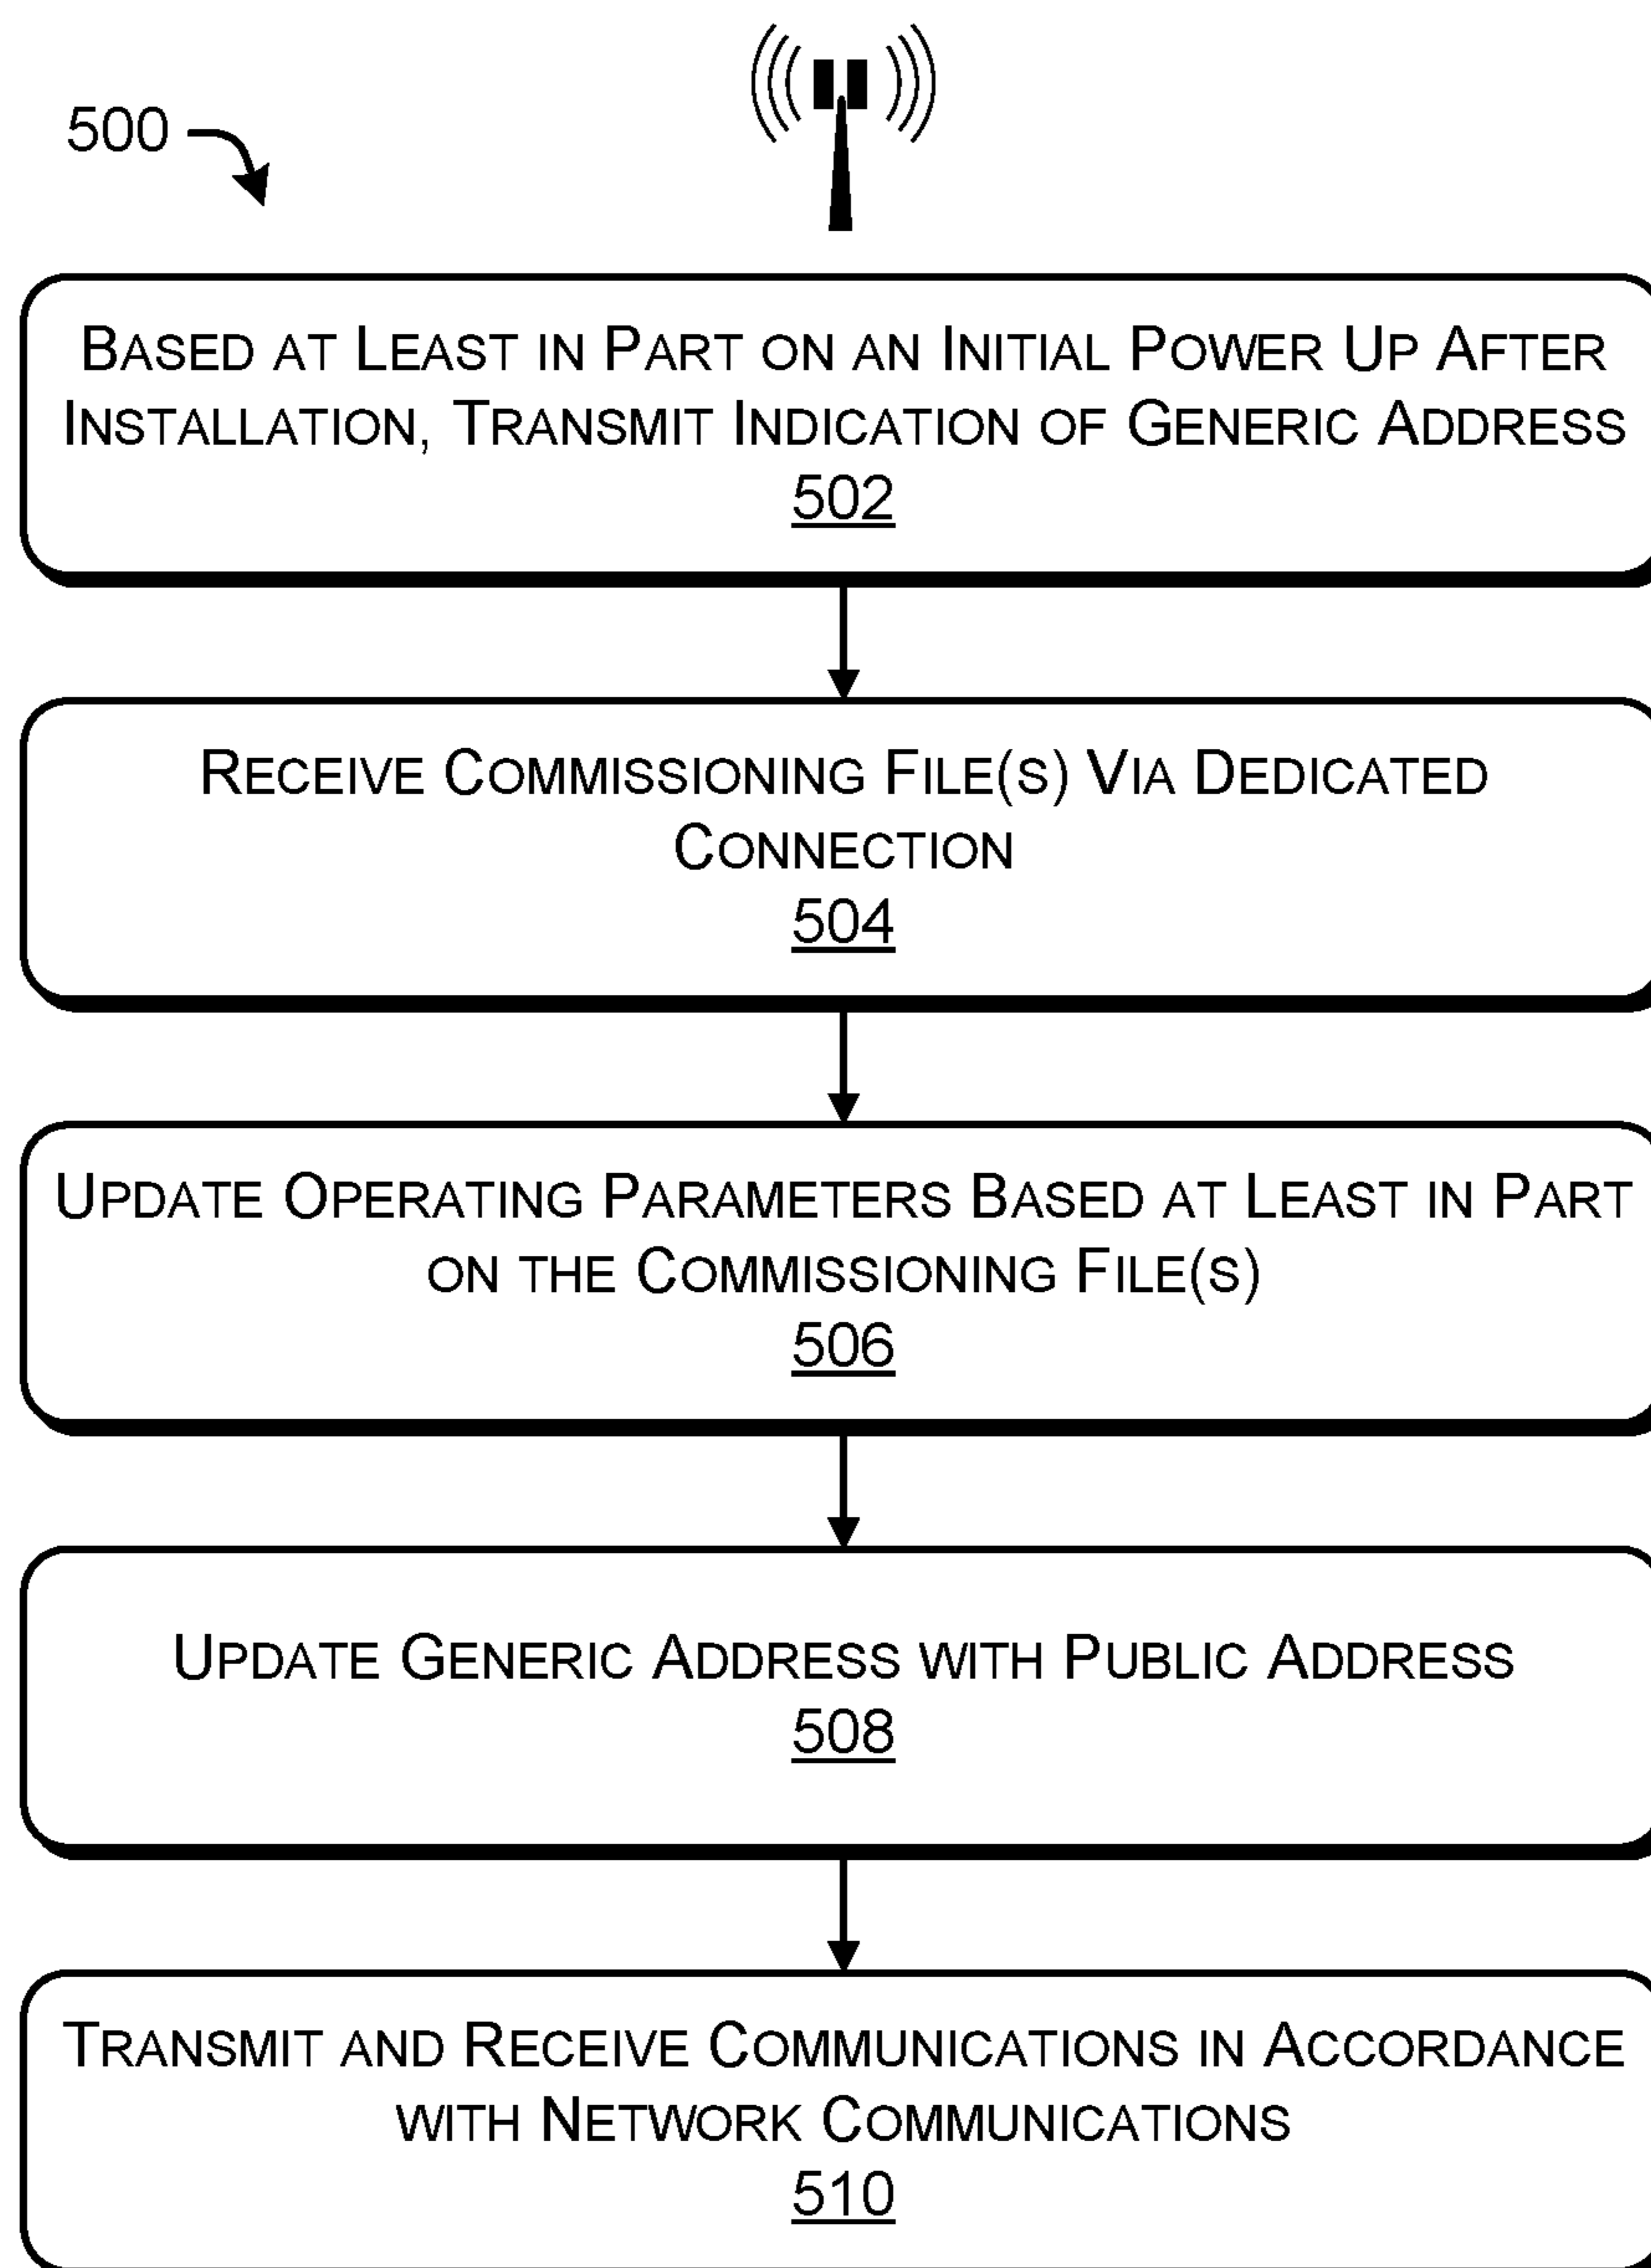 500
BASED AT LEAST IN PART ON AN INITIAL POWER UP AFTER
INSTALLATION, TRANSMIT INDICATION OF GENERIC ADDRESS
502
RECEIVE COMMISSIONING FILE(S) VIA DEDICATED
CONNECTION
504
UPDATE OPERATING PARAMETERS BASED AT LEAST IN PART
ON THE COMMISSIONING FILE(S)
506
UPDATE GENERIC ADDRESS WITH PUBLIC ADDRESS
508
TRANSMIT AND RECEIVE COMMUNICATIONS IN ACCORDANCE
WITH NETWORK COMMUNICATIONS
510